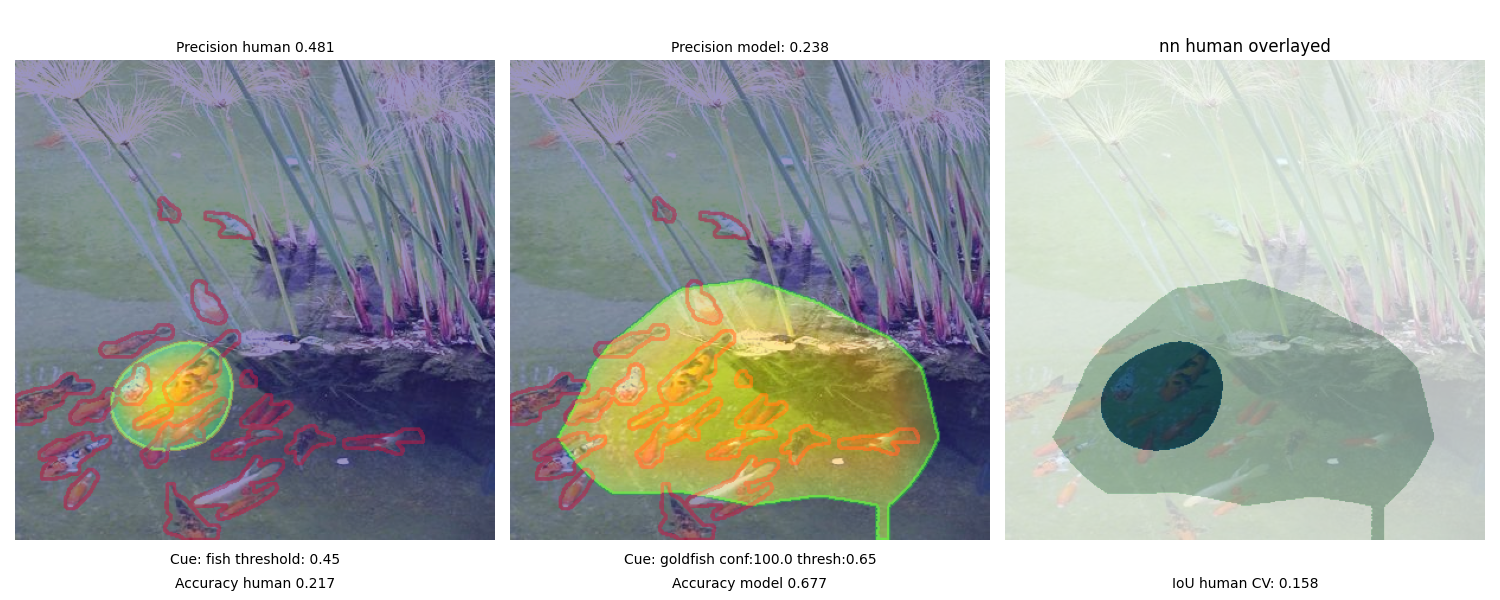 Precision human 0.481
Precision model: 0.238
nn human overlayed
Cue: fish threshold: 0.45
Cue: goldfish conf:100.0 thresh:0.65
Accuracy human 0.217
Accuracy model 0.677
IoU human CV: 0.158